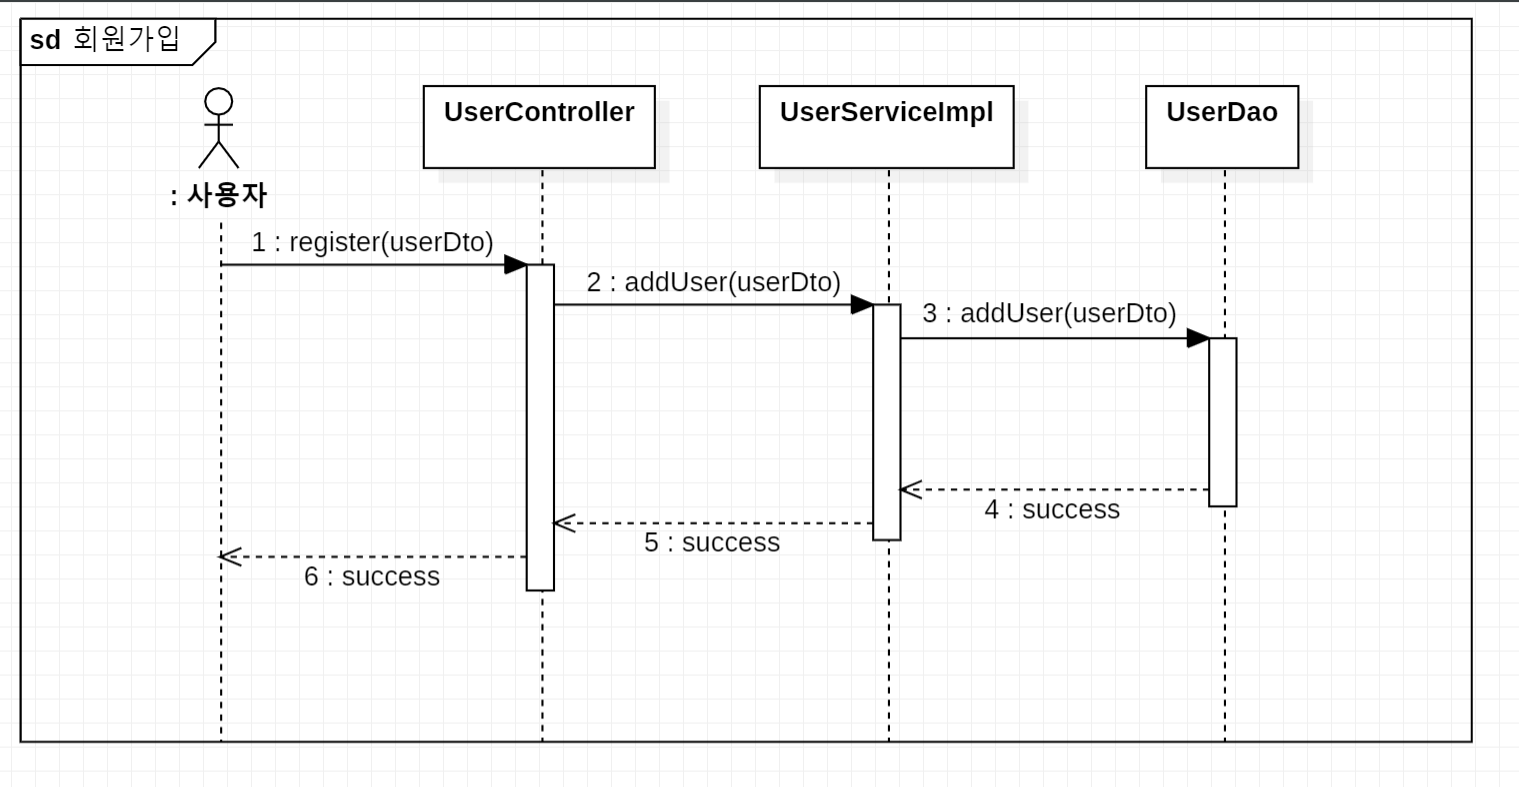 sd 회원가입
UserController
UserServiceImpl
UserDao
: 사용자
1 : register(userDto)
2 : addUser(userDto)
3 : addUser(userDto)
4 : success
5 : success
6 : success